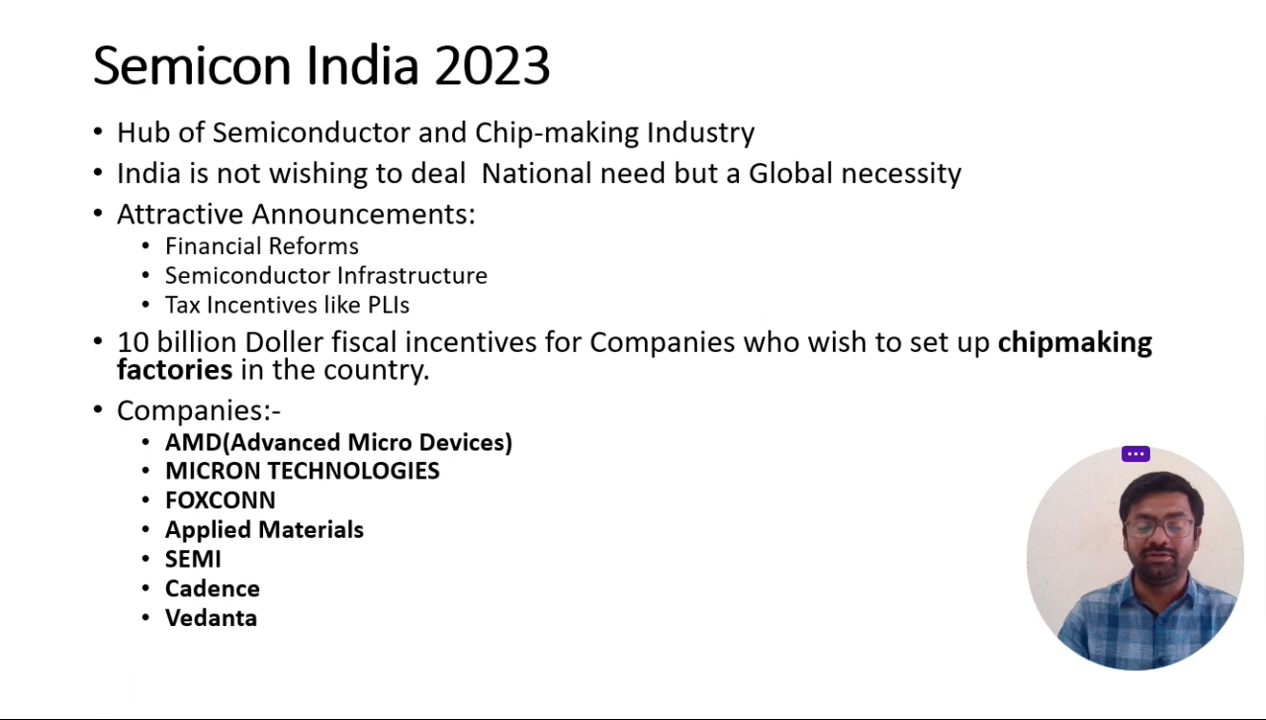 Semicon India 2023
• Hub of Semiconductor and Chip-making Industry
• India is not wishing to deal  National need but a Global necessity
• Attractive Announcements:
• Financial Reforms
• Semiconductor Infrastructure
• Tax Incentives like PLIs
• 10 billion Doller fiscal incentives for Companies who wish to set up chipmaking
factories in the country.
• Companies:-
• AMD(Advanced Micro Devices)
• MICRON TECHNOLOGIES
• FOXCONN
• Applied Materials
• SEMI
• Cadence
• Vedanta